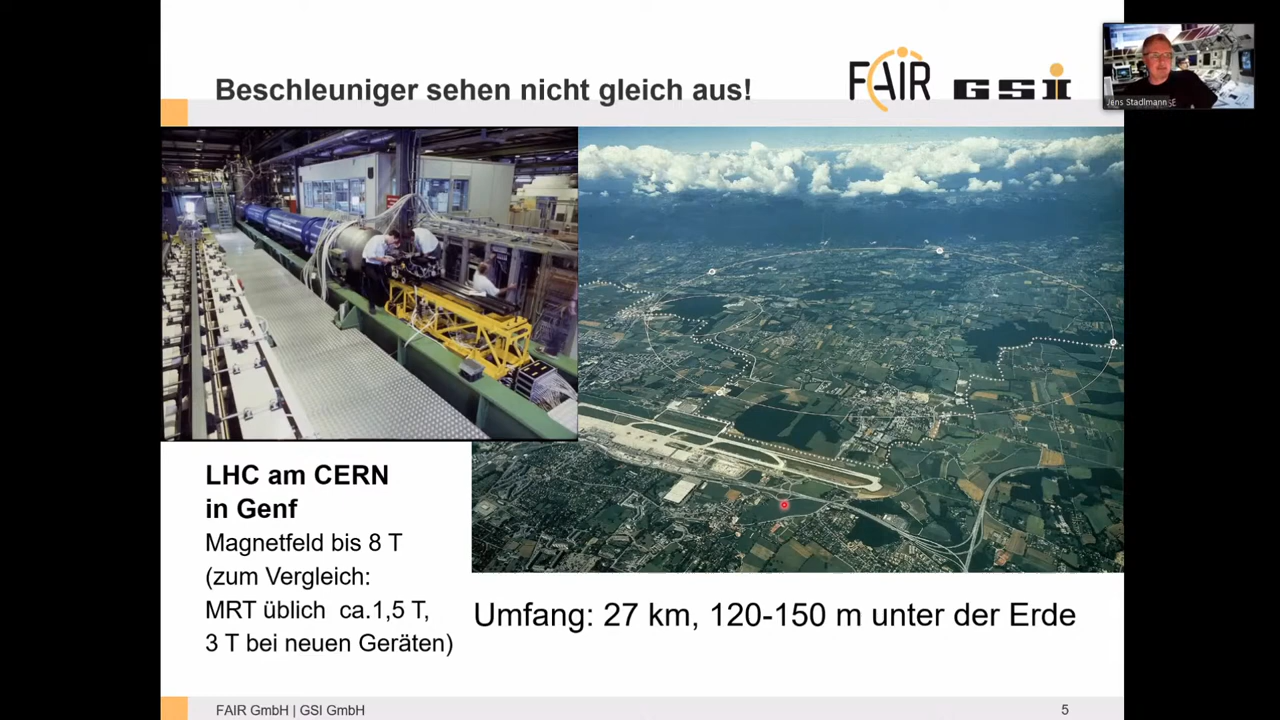 Beschleuniger sehen nicht gleich aus!
FAIR GSI
Jens Stadlmann
LHC am CERN
in Genf
Magnetfeld bis 8 T
(zum Vergleich:
MRT üblich ca.1,5 T,
3 T bei neuen Geräten)
Umfang: 27 km, 120-150 m unter der Erde
FAIR GmbH | GSI GmbH
5